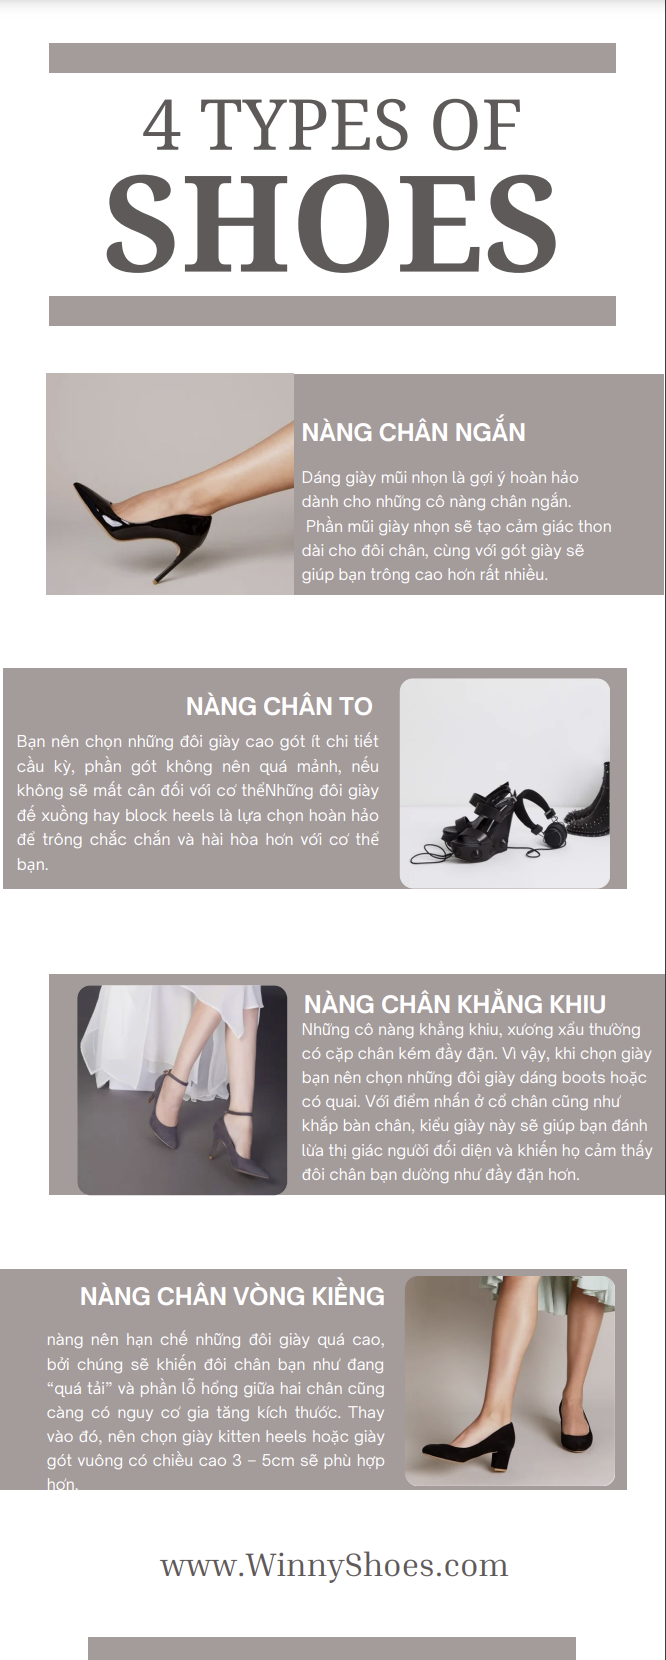 4 TYPES OF
SHOES
NÀNG CHÂN NGẮN
Dáng giày mũi nhọn là gợi ý hoàn hảo
dành cho những cô nàng chân ngắn.
Phần mũi giày nhọn sẽ tạo cảm giác thon
dài cho đôi chân, cùng với gót giày sẽ
giúp bạn trông cao hơn rất nhiều.
NÀNG CHÂN TO
Bạn nên chọn những đôi giày cao gót ít chi tiết
cầu kỳ, phần gót không nên quá mảnh, nếu
không sẽ mất cân đối với cơ thểNhững đôi giày
đế xuồng hay block heels là lựa chọn hoàn hảo
để trông chắc chắn và hài hòa hơn với cơ thể
bạn.
NÀNG CHÂN KHẲNG KHIU
Những cô nàng khẳng khiu, xương xẩu thường
có cặp chân kém đầy đặn. Vì vậy, khi chọn giày
bạn nên chọn những đôi giày dáng boots hoặc
có quai. Với điểm nhấn ở cổ chân cũng như
khắp bàn chân, kiểu giày này sẽ giúp bạn đánh
lừa thị giác người đối diện và khiến họ cảm thấy
đôi chân bạn dường như đầy đặn hơn.
NÀNG CHÂN VÒNG KIỀNG
nàng nên hạn chế những đôi giày quá cao,
bởi chúng sẽ khiến đôi chân bạn như đang
“quá tải” và phần lỗ hổng giữa hai chân cũng
càng có nguy cơ gia tăng kích thước. Thay
vào đó, nên chọn giày kitten heels hoặc giày
gót vuông có chiều cao 3 – 5cm sẽ phù hợp
hơn.
www.WinnyShoes.com